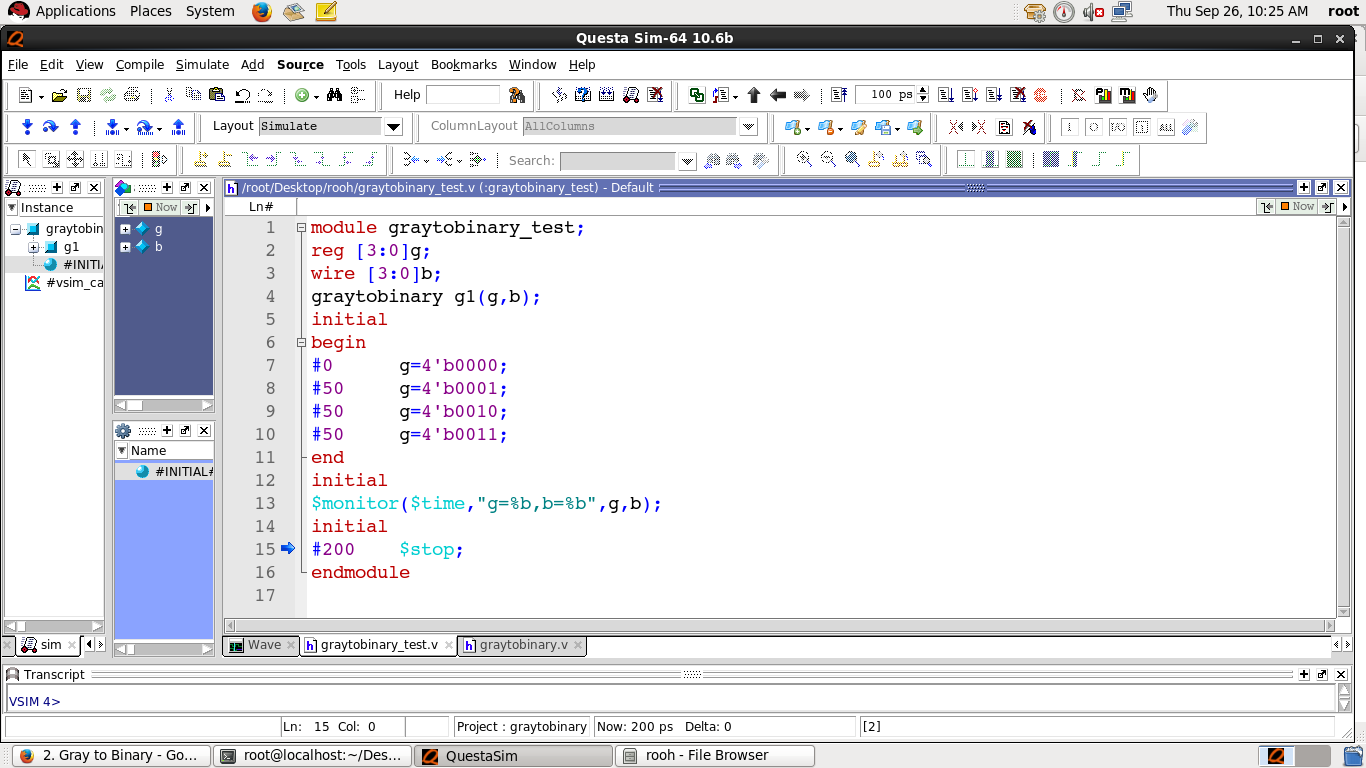 Applications Places System Thu Sep 26, 10:25 AM root
Questa Sim-64 10.6b
File Edit View Compile Simulate Add Source Tools Layout Bookmarks Window Help
Help 100 ps
Layout Simulate ColumnLayout AllColumns
Search:
/root/Desktop/rooh/graytobinary_test.v (:graytobinary_test) - Default
Instance
Now
Ln#
Now
graytobin
g1
#INITI
#vsim_ca
g
b
Name
#INITIAL#
1 module graytobinary_test;
2 reg [3:0]g;
3 wire [3:0]b;
4 graytobinary g1(g,b);
5 initial
6 begin
7 #0 g=4'b0000;
8 #50 g=4'b0001;
9 #50 g=4'b0010;
10 #50 g=4'b0011;
11 end
12 initial
13 $monitor($time,"g=%b,b=%b",g,b);
14 initial
15 #200 $stop;
16 endmodule
17
sim
Wave graytobinary_test.v graytobinary.v
Transcript
VSIM 4>
Ln: 15 Col: 0 Project : graytobinary Now: 200 ps Delta: 0 [2]
2. Gray to Binary - Go... root@localhost:~/Des... QuestaSim rooh - File Browser